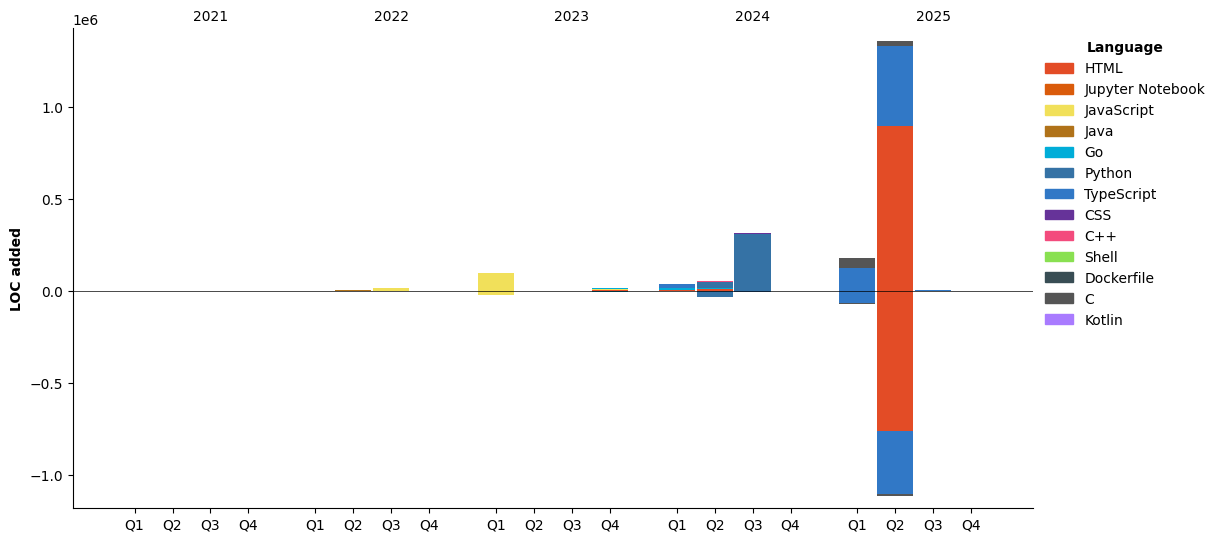 1e6
2021 2022 2023 2024 2025
LOC added
1.0
0.5
0.0
−0.5
−1.0
Q1 Q2 Q3 Q4 Q1 Q2 Q3 Q4 Q1 Q2 Q3 Q4 Q1 Q2 Q3 Q4 Q1 Q2 Q3 Q4
Language
HTML
Jupyter Notebook
JavaScript
Java
Go
Python
TypeScript
CSS
C++
Shell
Dockerfile
C
Kotlin